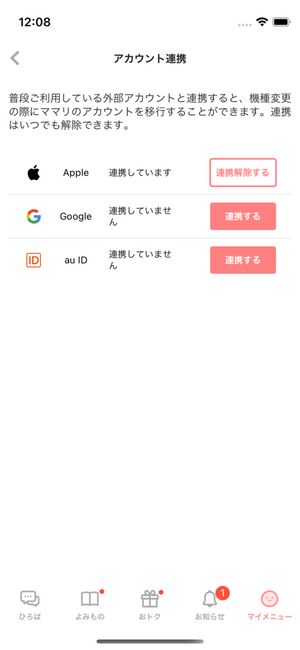 12:08
アカウント連携
普段ご利用している外部アカウントと連携すると、機種変更
の際にママリのアカウントを移行することができます。連携
はいつでも解除できます。
Apple 連携しています 連携解除する
Google 連携していませ
ん 連携する
ID au ID 連携していませ
ん 連携する
1
ひろば よみもの おトク お知らせ マイメニュー